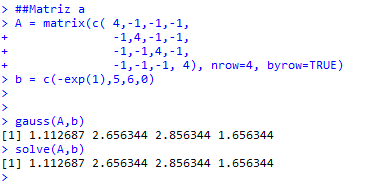 > ##Matriz a
> A = matrix(c( 4,-1,-1,-1,
+ -1,4,-1,-1,
+ -1,-1,4,-1,
+ -1,-1,-1, 4), nrow=4, byrow=TRUE)
> b = c(-exp(1),5,6,0)
>
>
> gauss(A,b)
[1] 1.112687 2.656344 2.856344 1.656344
> solve(A,b)
[1] 1.112687 2.656344 2.856344 1.656344
>